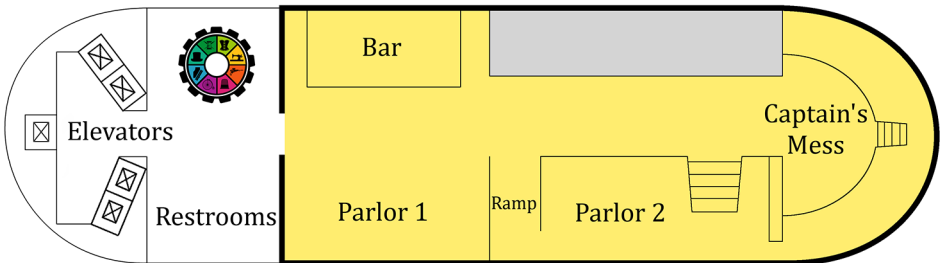 Bar
Elevators
Captain's
Mess
Restrooms
Parlor 1
Ramp
Parlor 2